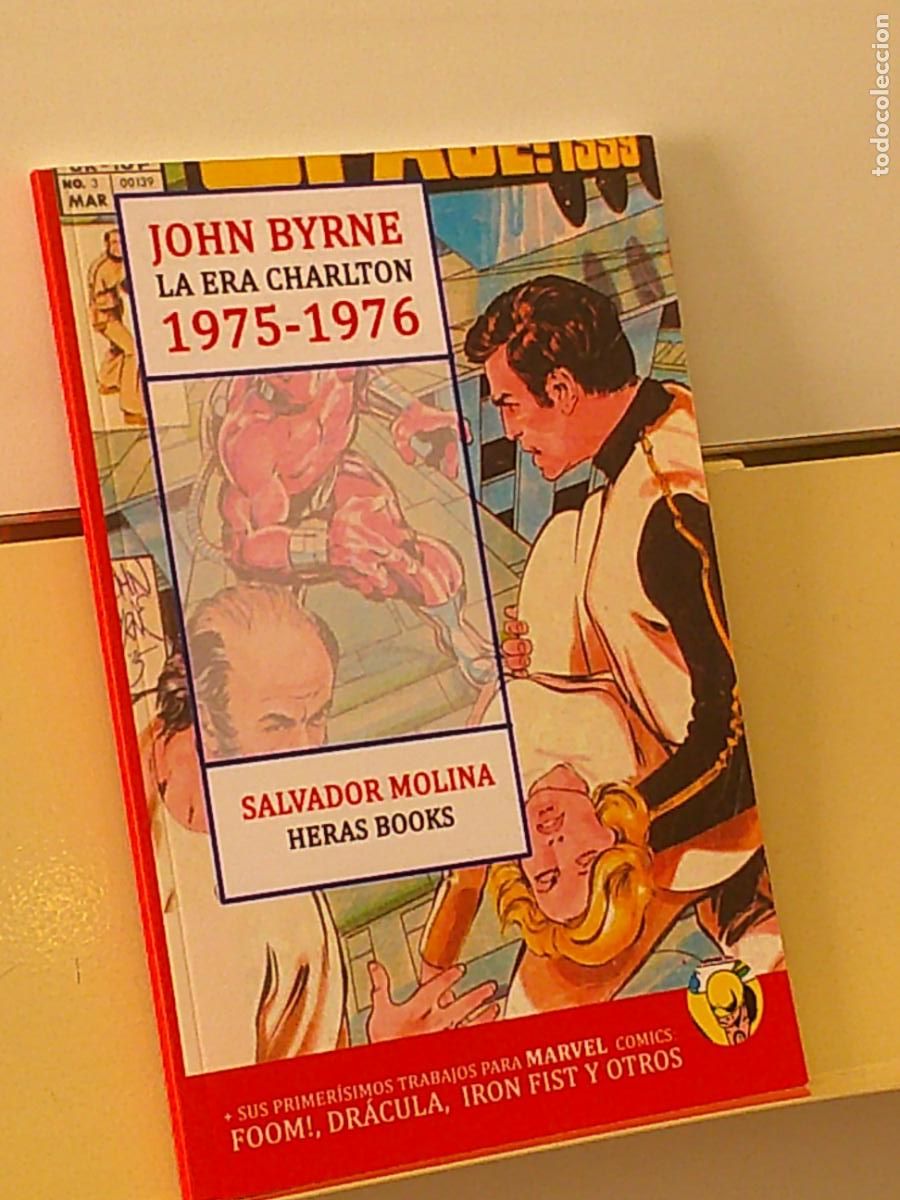 NO. 3
00139
MAR
SPACE: 1999
JOHN BYRNE
LA ERA CHARLTON
1975-1976
SALVADOR MOLINA
HERAS BOOKS
+ SUS PRIMERÍSIMOS TRABAJOS PARA MARVEL COMICS:
FOOM!, DRÁCULA, IRON FIST Y OTROS
todocoleccion